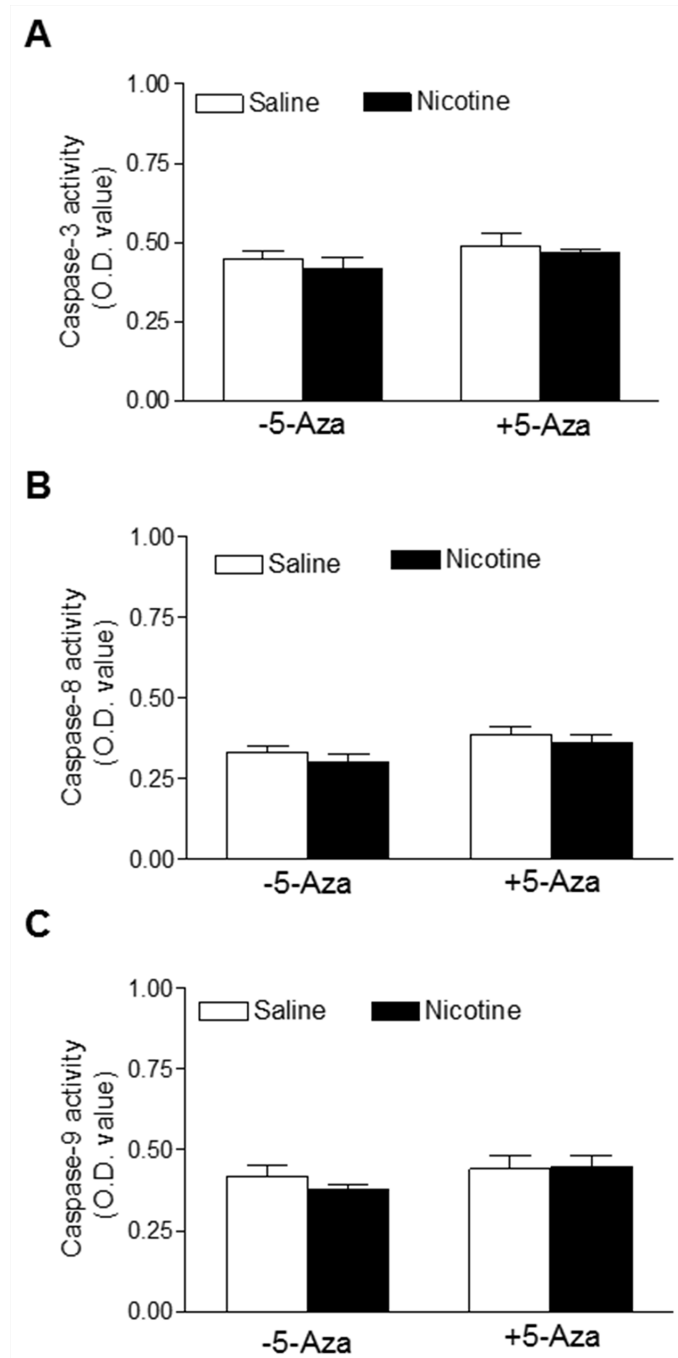 A
Caspase-3 activity
(O.D. value)
1.00
0.75
0.50
0.25
0.00
Saline
Nicotine
-5-Aza
+5-Aza
B
Caspase-8 activity
(O.D. value)
1.00
0.75
0.50
0.25
0.00
Saline
Nicotine
-5-Aza
+5-Aza
C
Caspase-9 activity
(O.D. value)
1.00
0.75
0.50
0.25
0.00
Saline
Nicotine
-5-Aza
+5-Aza